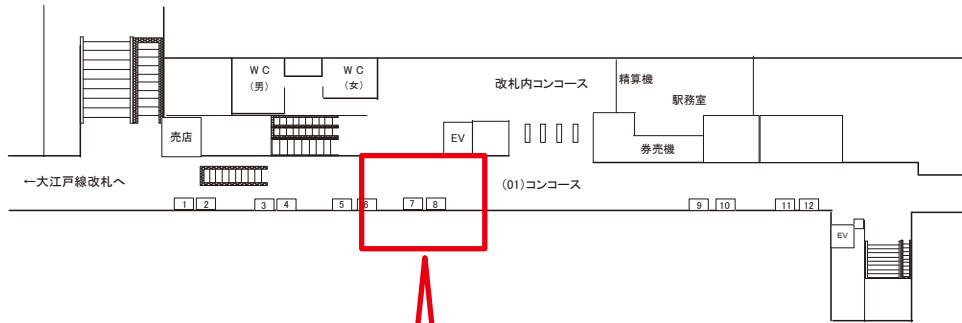 WC
(男)
WC
(女)
改札内コンコース
精算機
駅務室
売店
EV
券売機
←大江戸線改札へ
(01)コンコース
1 2 3 4 5 6 7 8 9 10 11 12
EV